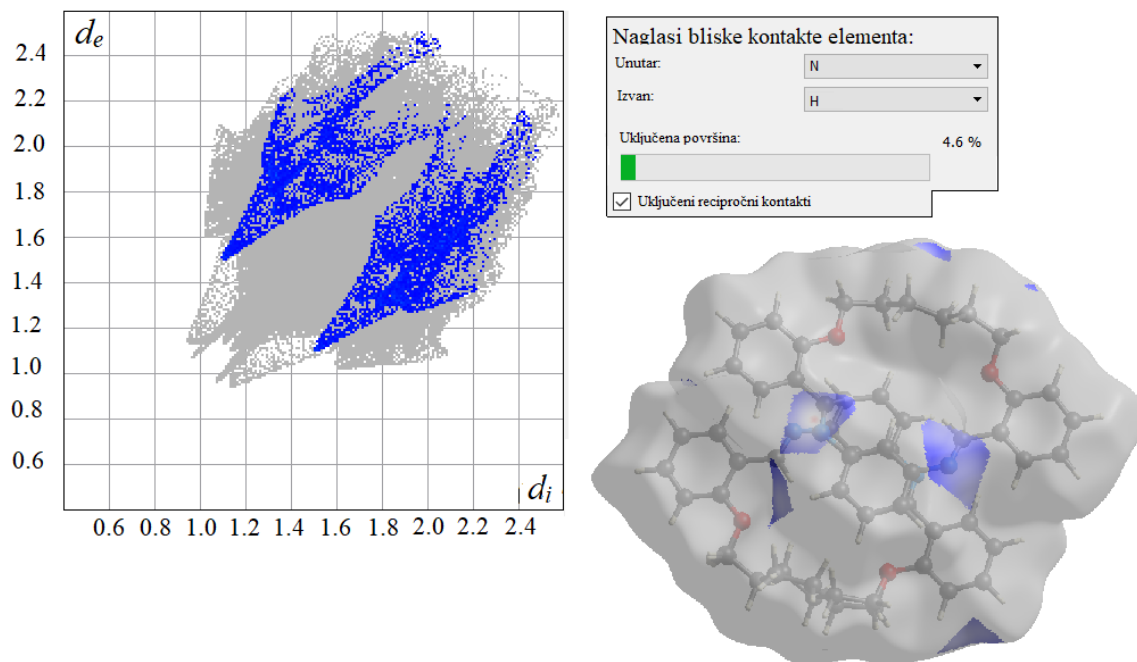 d_e
2.4
2.2
2.0
1.8
1.6
1.4
1.2
1.0
0.8
0.6
d_i
0.6 0.8 1.0 1.2 1.4 1.6 1.8 2.0 2.2 2.4
Naglasi bliske kontakte elementa:
Unutar: N
Izvan: H
Uključena površina: 4.6 %
Uključeni recipročni kontakti